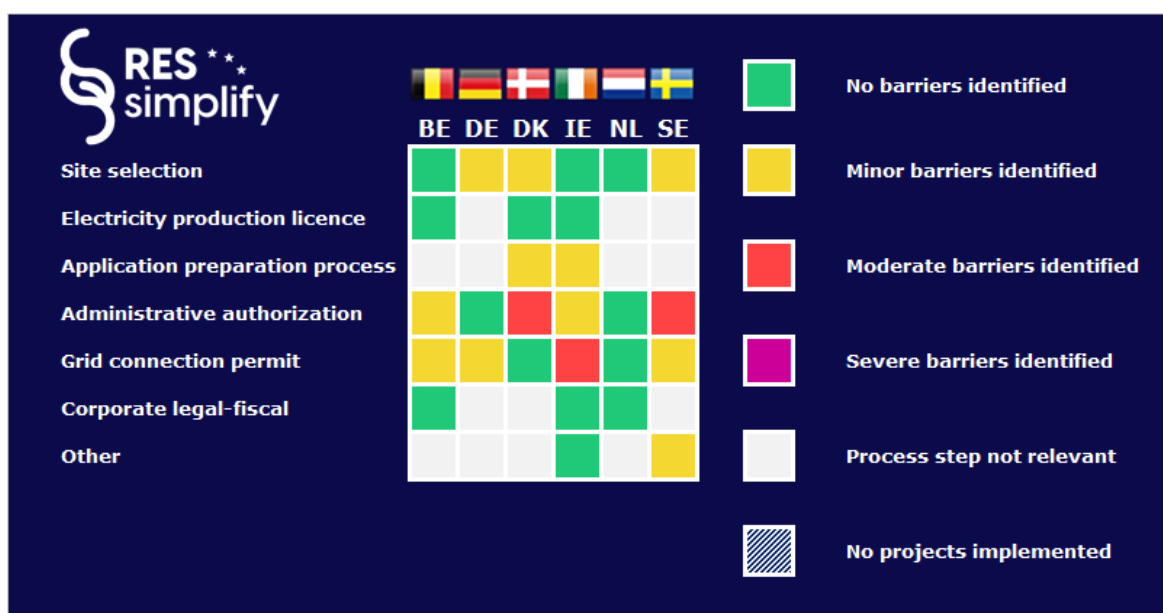 RES
simplify
BE DE DK IE NL SE
Site selection
Electricity production licence
Application preparation process
Administrative authorization
Grid connection permit
Corporate legal-fiscal
Other
No barriers identified
Minor barriers identified
Moderate barriers identified
Severe barriers identified
Process step not relevant
No projects implemented